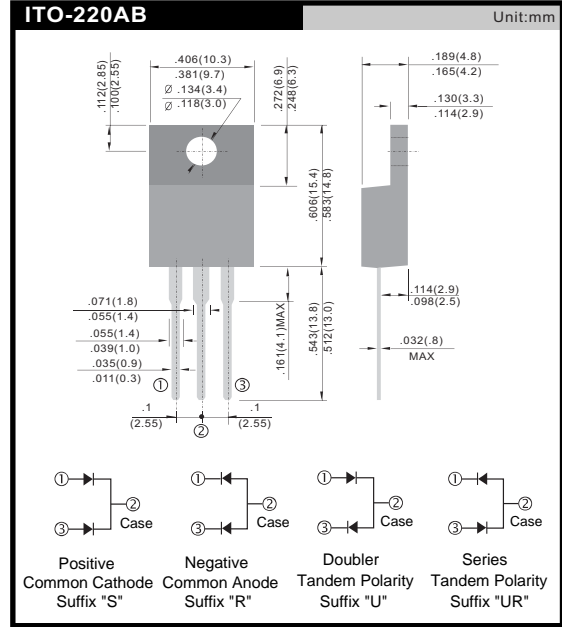 ITO-220AB
Unit:mm
.112(2.85)
.100(2.55)
.406(10.3)
.381(9.7)
Ø .134(3.4)
Ø .118(3.0)
.272(6.9)
.248(6.3)
.189(4.8)
.165(4.2)
.130(3.3)
.114(2.9)
.606(15.4)
.583(14.8)
.071(1.8)
.055(1.4)
.055(1.4)
.039(1.0)
.035(0.9)
.011(0.3)
.161(4.1)MAX
.543(13.8)
.512(13.0)
.114(2.9)
.098(2.5)
.032(.8)
MAX
① ③
.1
(2.55)
②
.1
(2.55)
① ② ③ Case
① ② ③ Case
① ② ③ Case
① ② ③ Case
Positive
Common Cathode
Suffix "S"
Negative
Common Anode
Suffix "R"
Doubler
Tandem Polarity
Suffix "U"
Series
Tandem Polarity
Suffix "UR"